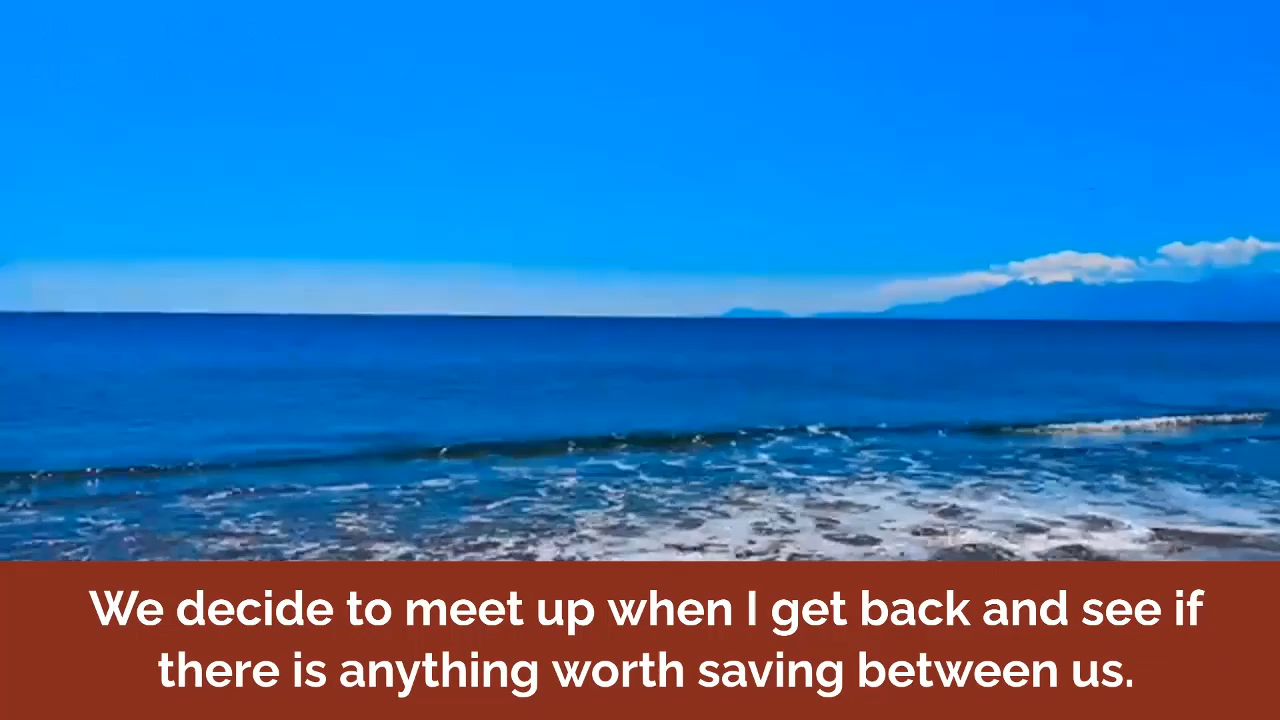 We decide to meet up when I get back and see if
there is anything worth saving between us.